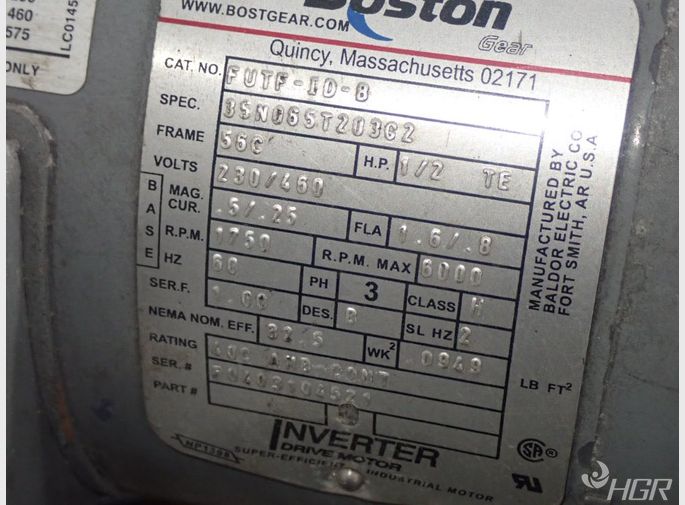 460
575
ONLY
LC0145
WWW.BOSTGEAR.COM
Boston
Gear
Quincy, Massachusetts 02171
CAT. NO. FUTF-ID-B
SPEC. 35N065T203G2
FRAME 56C H.P. 1/2 TE
VOLTS 230/460
BASE
MAG. CUR. .5/.25 FLA 1.6/.8
R.P.M. 1750 R.P.M. MAX 6000
HZ 60 PH 3 CLASS H
SER.F. 1.00 DES. B SL HZ 2
NEMA NOM. EFF. 82.5 WK² .0949 LB FT²
RATING 40C AMB-CONT
SER.#
PART #
MANUFACTURED BY
BALDOR ELECTRIC CO
FORT SMITH, AR U.S.A
INVERTER
DRIVE MOTOR
SUPER-EFFICIENT INDUSTRIAL MOTOR
NP1358
HGR